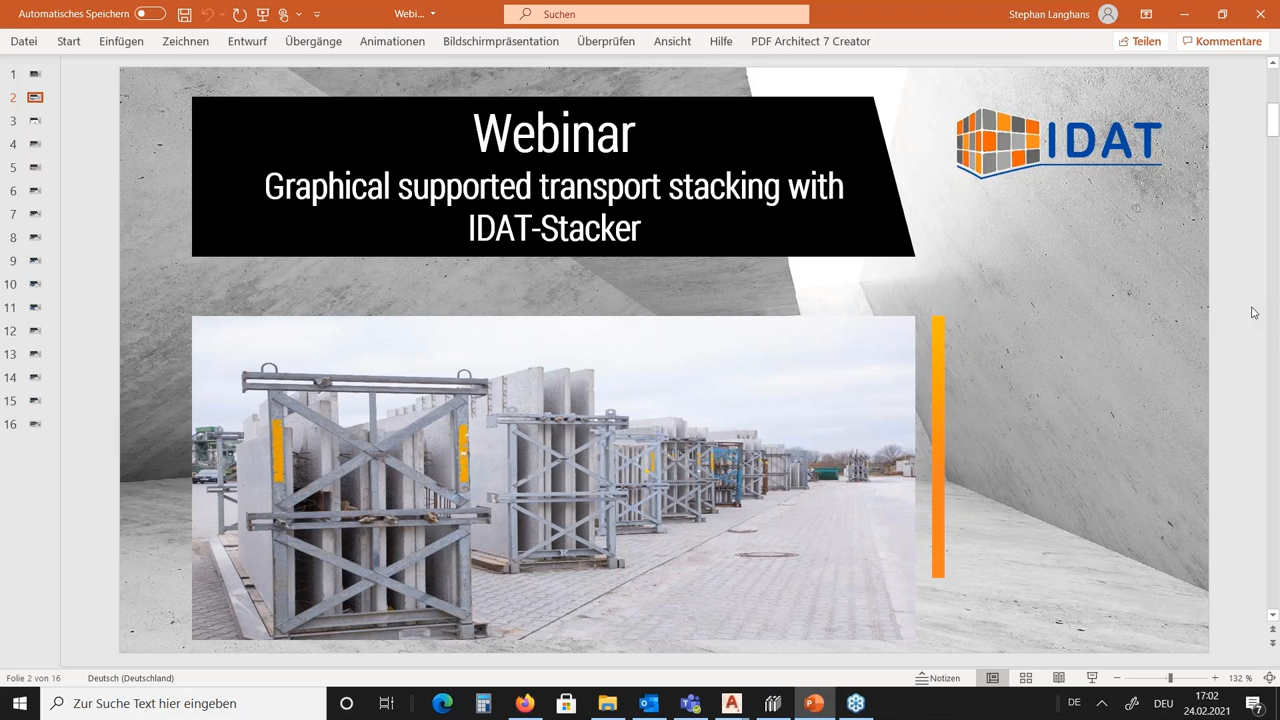 Automatisches Speichern
Webi...
Suchen
Stephan Langhans
Datei Start Einfügen Zeichnen Entwurf Übergänge Animationen Bildschirmpräsentation Überprüfen Ansicht Hilfe PDF Architect 7 Creator Teilen Kommentare
1
2
3
4
5
6
7
8
9
10
11
12
13
14
15
16
Webinar
Graphical supported transport stacking with
IDAT-Stacker
IDAT
Folie 2 von 16 Deutsch (Deutschland) Notizen 132 %
Zur Suche Text hier eingeben
DE DEU
17:02
24.02.2021
7